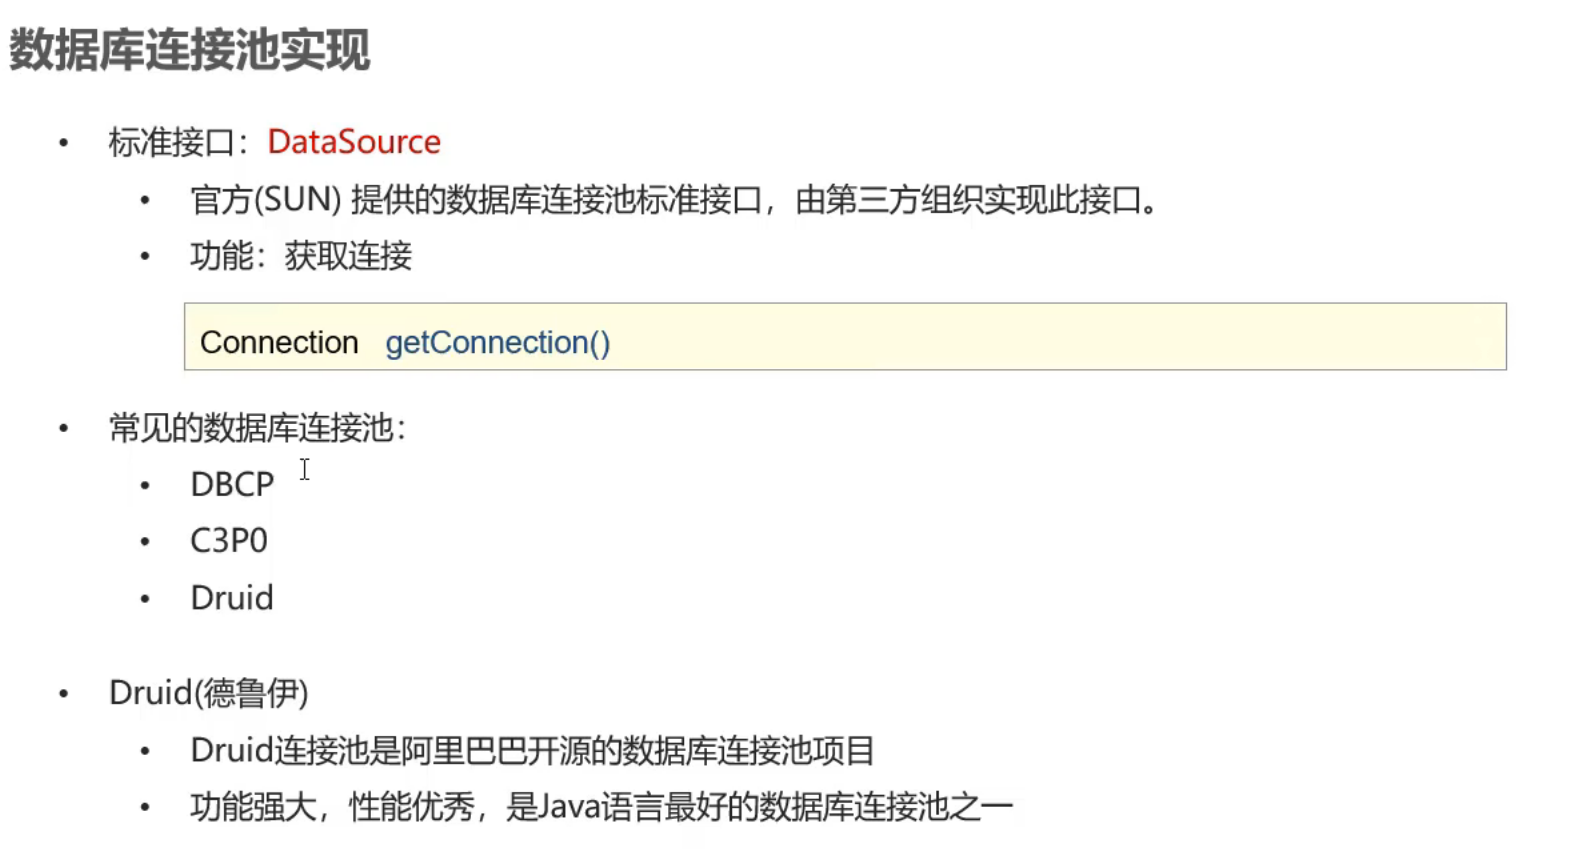 数据库连接池实现
• 标准接口：DataSource
• 官方(SUN) 提供的数据库连接池标准接口，由第三方组织实现此接口。
• 功能：获取连接
Connection getConnection()
• 常见的数据库连接池：
• DBCP
• C3P0
• Druid
• Druid(德鲁伊)
• Druid连接池是阿里巴巴开源的数据库连接池项目
• 功能强大，性能优秀，是Java语言最好的数据库连接池之一